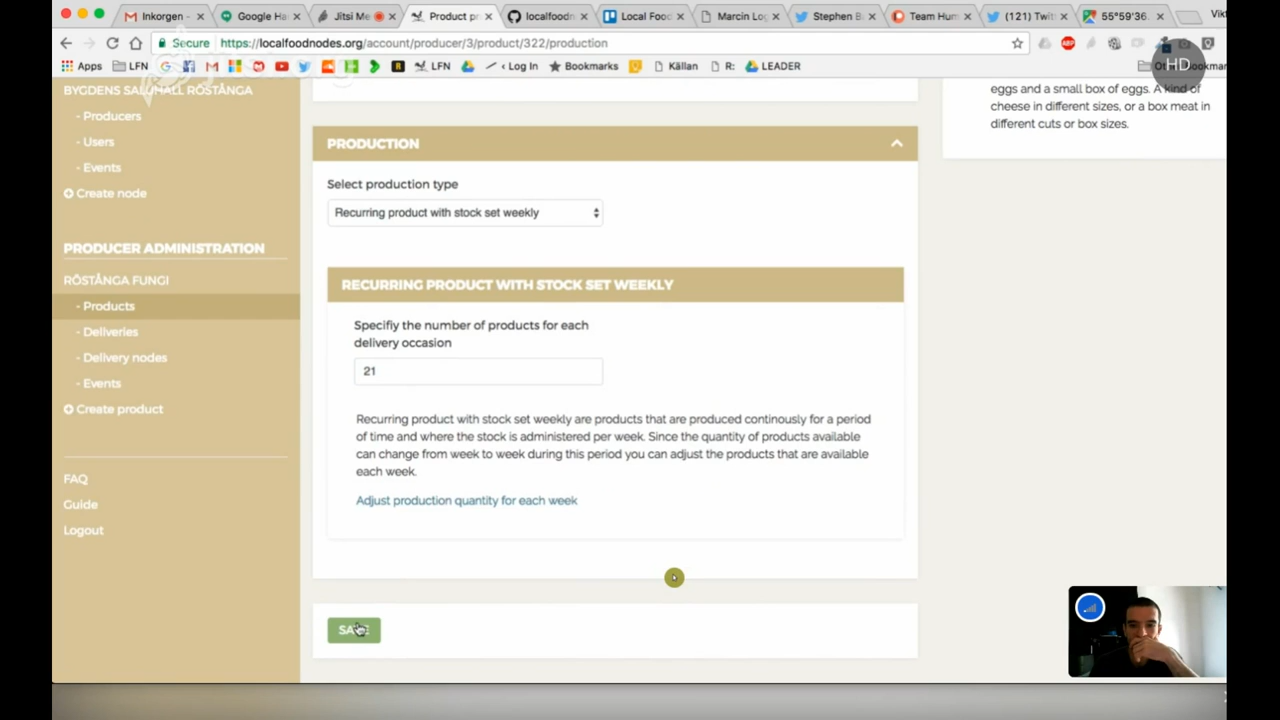 Inkorgen -
Google Ha
Jitsi Me
Product pr
localfoodn
Local Food
Marcin Lo
Stephen B
Team Hum
(121) Twit
55°59'36.
Vikt
Secure https://localfoodnodes.org/account/producer/3/product/322/production
Apps
LFN
LFN
‹ Log In
Bookmarks
Källan
R:
LEADER
HD
BYGDENS SALUHALL RÖSTÅNGA
- Producers
- Users
- Events
Create node
PRODUCER ADMINISTRATION
RÖSTÅNGA FUNGI
- Products
- Deliveries
- Delivery nodes
- Events
Create product
FAQ
Guide
Logout
PRODUCTION
Select production type
Recurring product with stock set weekly
RECURRING PRODUCT WITH STOCK SET WEEKLY
Specifiy the number of products for each
delivery occasion
21
Recurring product with stock set weekly are products that are produced continously for a period
of time and where the stock is administered per week. Since the quantity of products available
can change from week to week during this period you can adjust the products that are available
each week.
Adjust production quantity for each week
SAVE
eggs and a small box of eggs. A kind of
cheese in different sizes, or a box meat in
different cuts or box sizes.